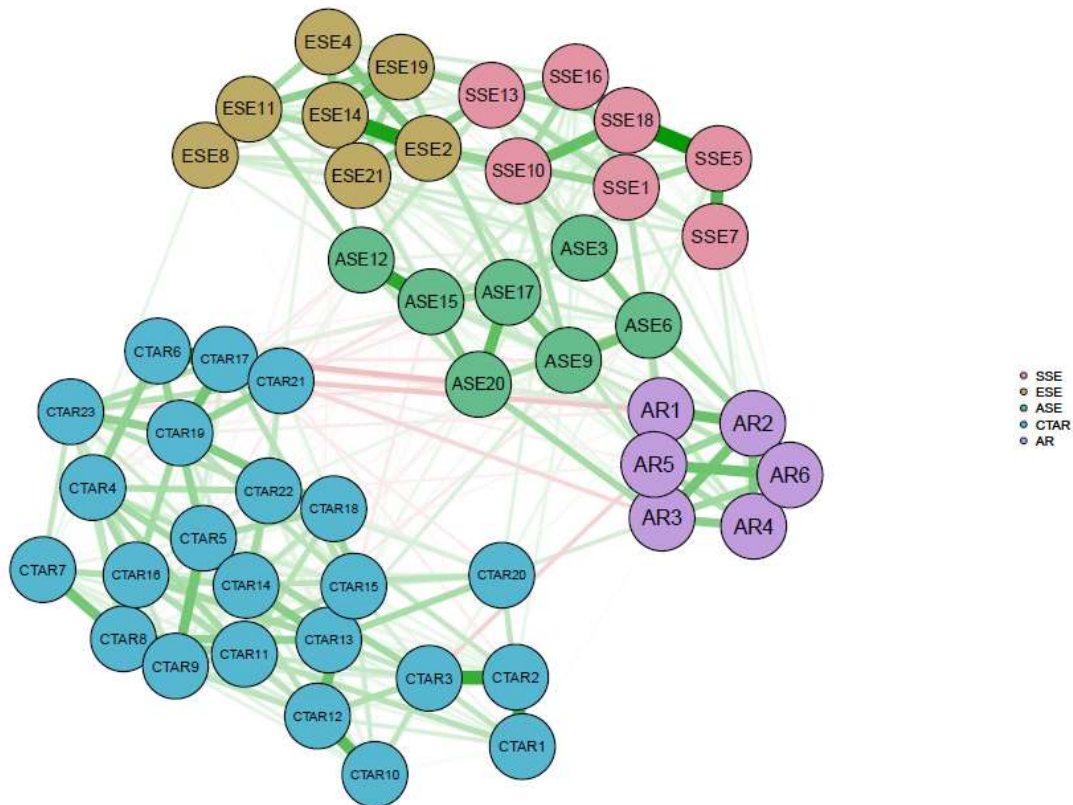 ESE4
ESE19
SSE16
SSE13
ESE11
ESE14
SSE18
ESE8
ESE2
SSE5
ESE21
SSE10
SSE1
SSE7
ASE3
ASE12
ASE15
ASE17
ASE6
CTAR6
CTAR17
CTAR21
ASE9
ASE20
SSE
ESE
ASE
CTAR
AR
CTAR23
CTAR19
AR1
AR2
CTAR4
CTAR22
AR5
AR6
CTAR18
AR3
AR4
CTAR5
CTAR7
CTAR16
CTAR14
CTAR15
CTAR20
CTAR8
CTAR9
CTAR11
CTAR13
CTAR3
CTAR2
CTAR12
CTAR1
CTAR10